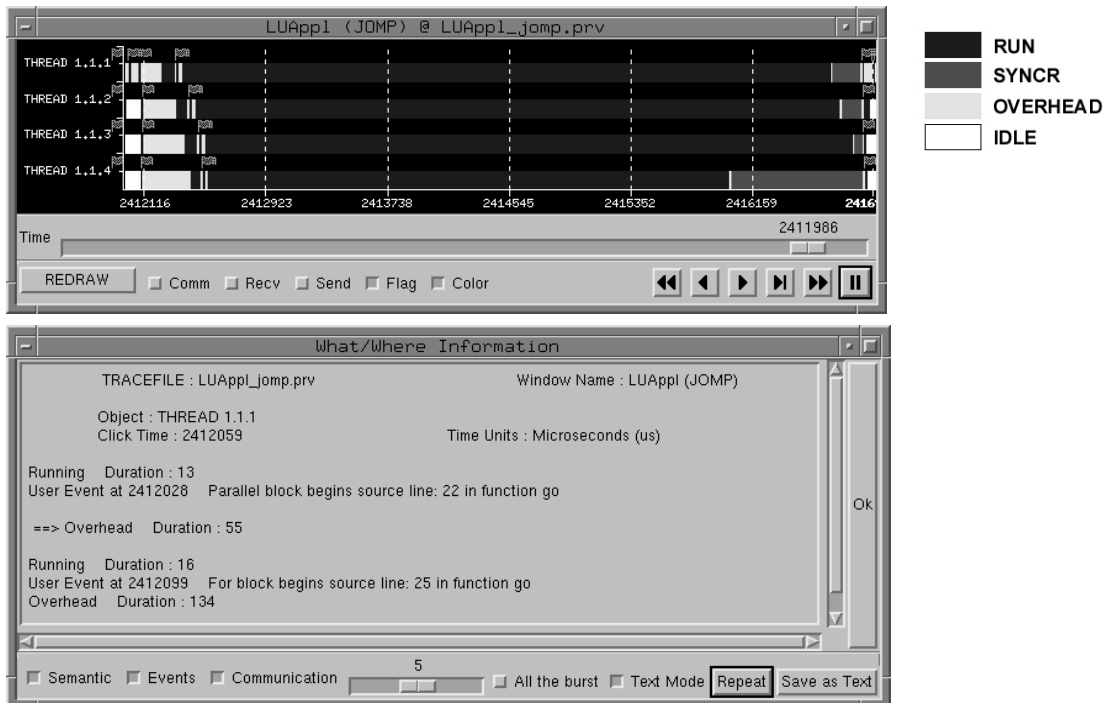 LUAppl (JOMP) @ LUAppl_jomp.prv
THREAD 1.1.1
THREAD 1.1.2
THREAD 1.1.3
THREAD 1.1.4
2412116 2412923 2413738 2414545 2415352 2416159 2416
Time 2411986
REDRAW Comm Recv Send Flag Color
RUN
SYNCR
OVERHEAD
IDLE
What/Where Information
TRACEFILE : LUAppl_jomp.prv Window Name : LUAppl (JOMP)
Object : THREAD 1.1.1
Click Time : 2412059 Time Units : Microseconds (us)
Running Duration : 13
User Event at 2412028 Parallel block begins source line: 22 in function go
==> Overhead Duration : 55
Running Duration : 16
User Event at 2412099 For block begins source line: 25 in function go
Overhead Duration : 134
Ok
5
Semantic Events Communication All the burst Text Mode Repeat Save as Text